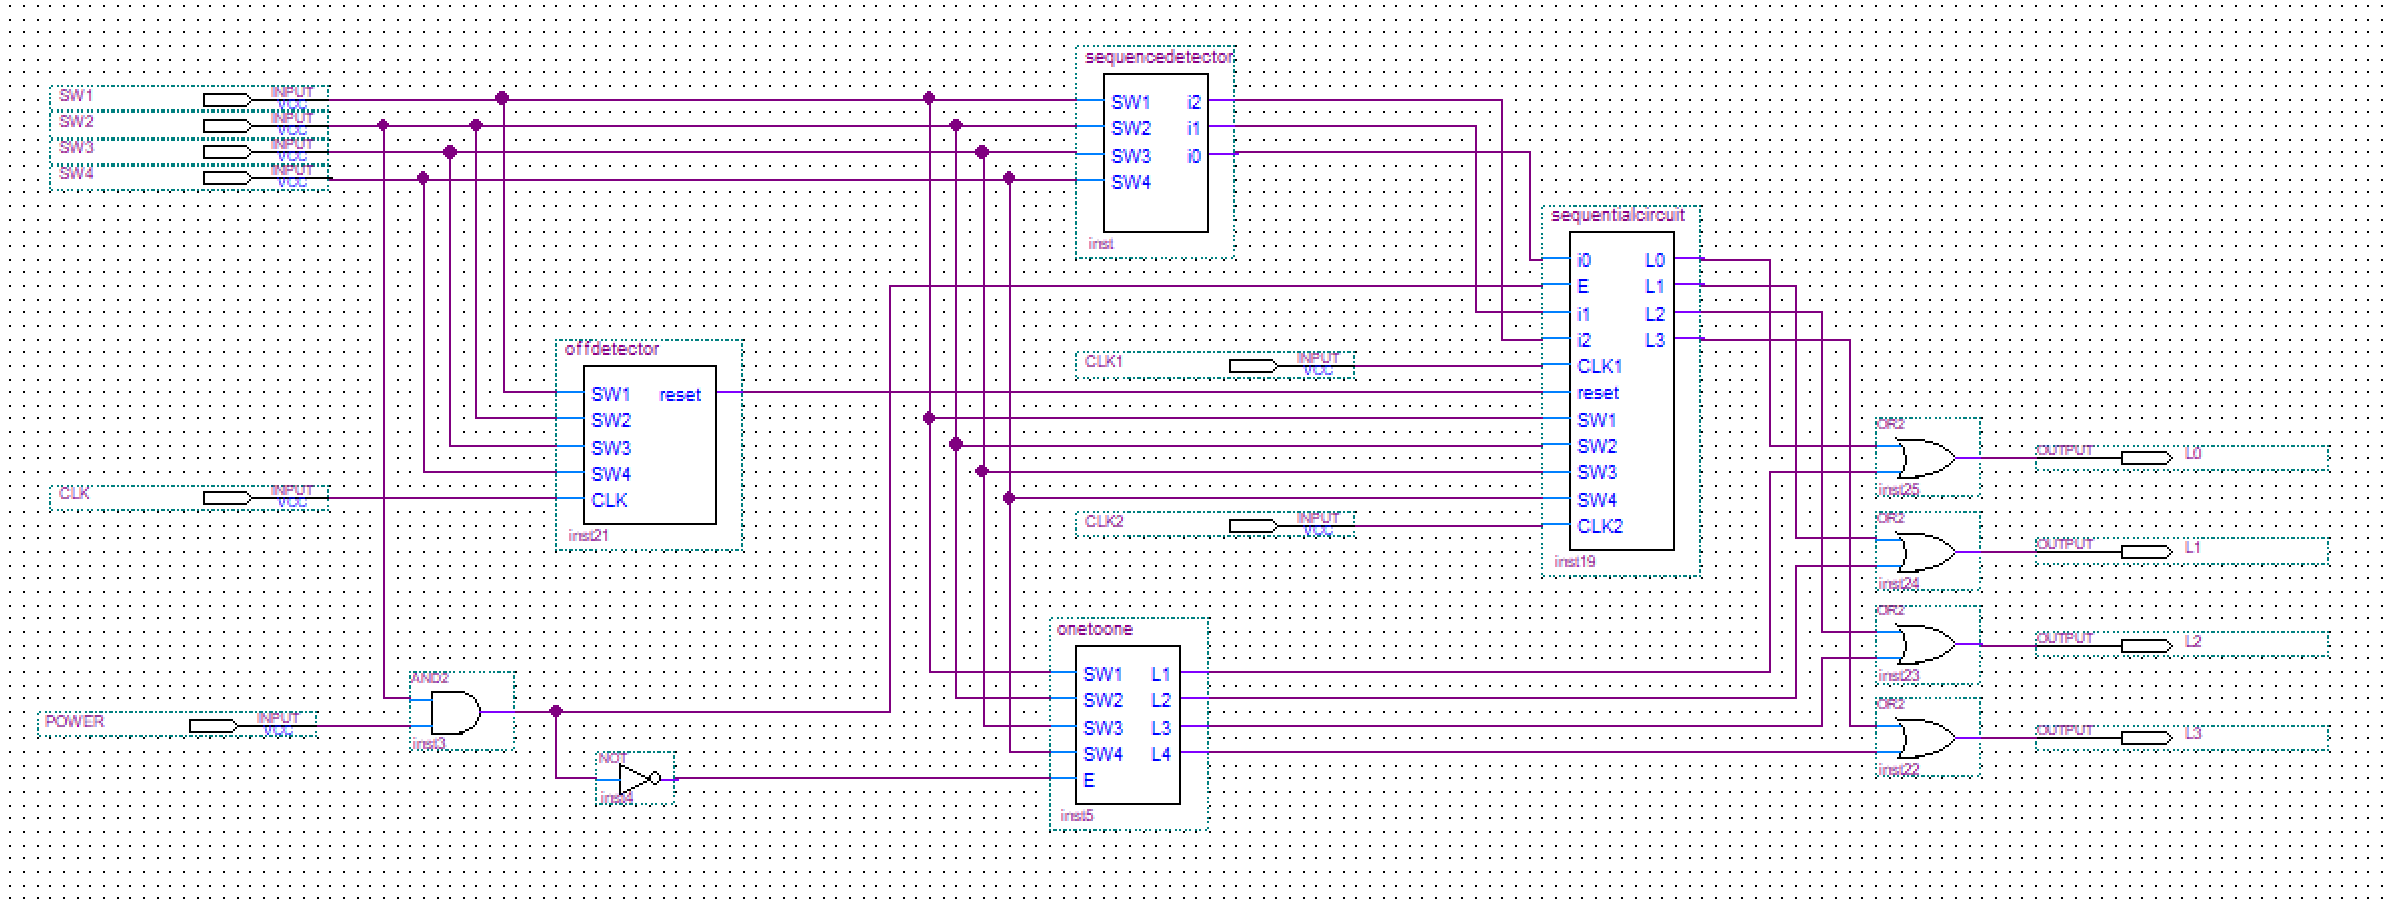 SW1 INPUT VCC
SW2 INPUT VCC
SW3 INPUT VCC
SW4 INPUT VCC
sequencedetector
SW1 i2
SW2 i1
SW3 i0
SW4
inst
sequentialcircuit
i0 L0
E L1
i1 L2
i2 L3
CLK1
reset
SW1
SW2
SW3
SW4
CLK2
inst19
CLK1 INPUT VCC
CLK2 INPUT VCC
offdetector
SW1 reset
SW2
SW3
SW4
CLK
inst21
CLK INPUT VCC
POWER INPUT VCC
AND2
inst3
NOT
inst4
onetoone
SW1 L1
SW2 L2
SW3 L3
SW4 L4
E
inst5
OR2
inst25
OUTPUT L0
OR2
inst24
OUTPUT L1
OR2
inst23
OUTPUT L2
OR2
inst22
OUTPUT L3